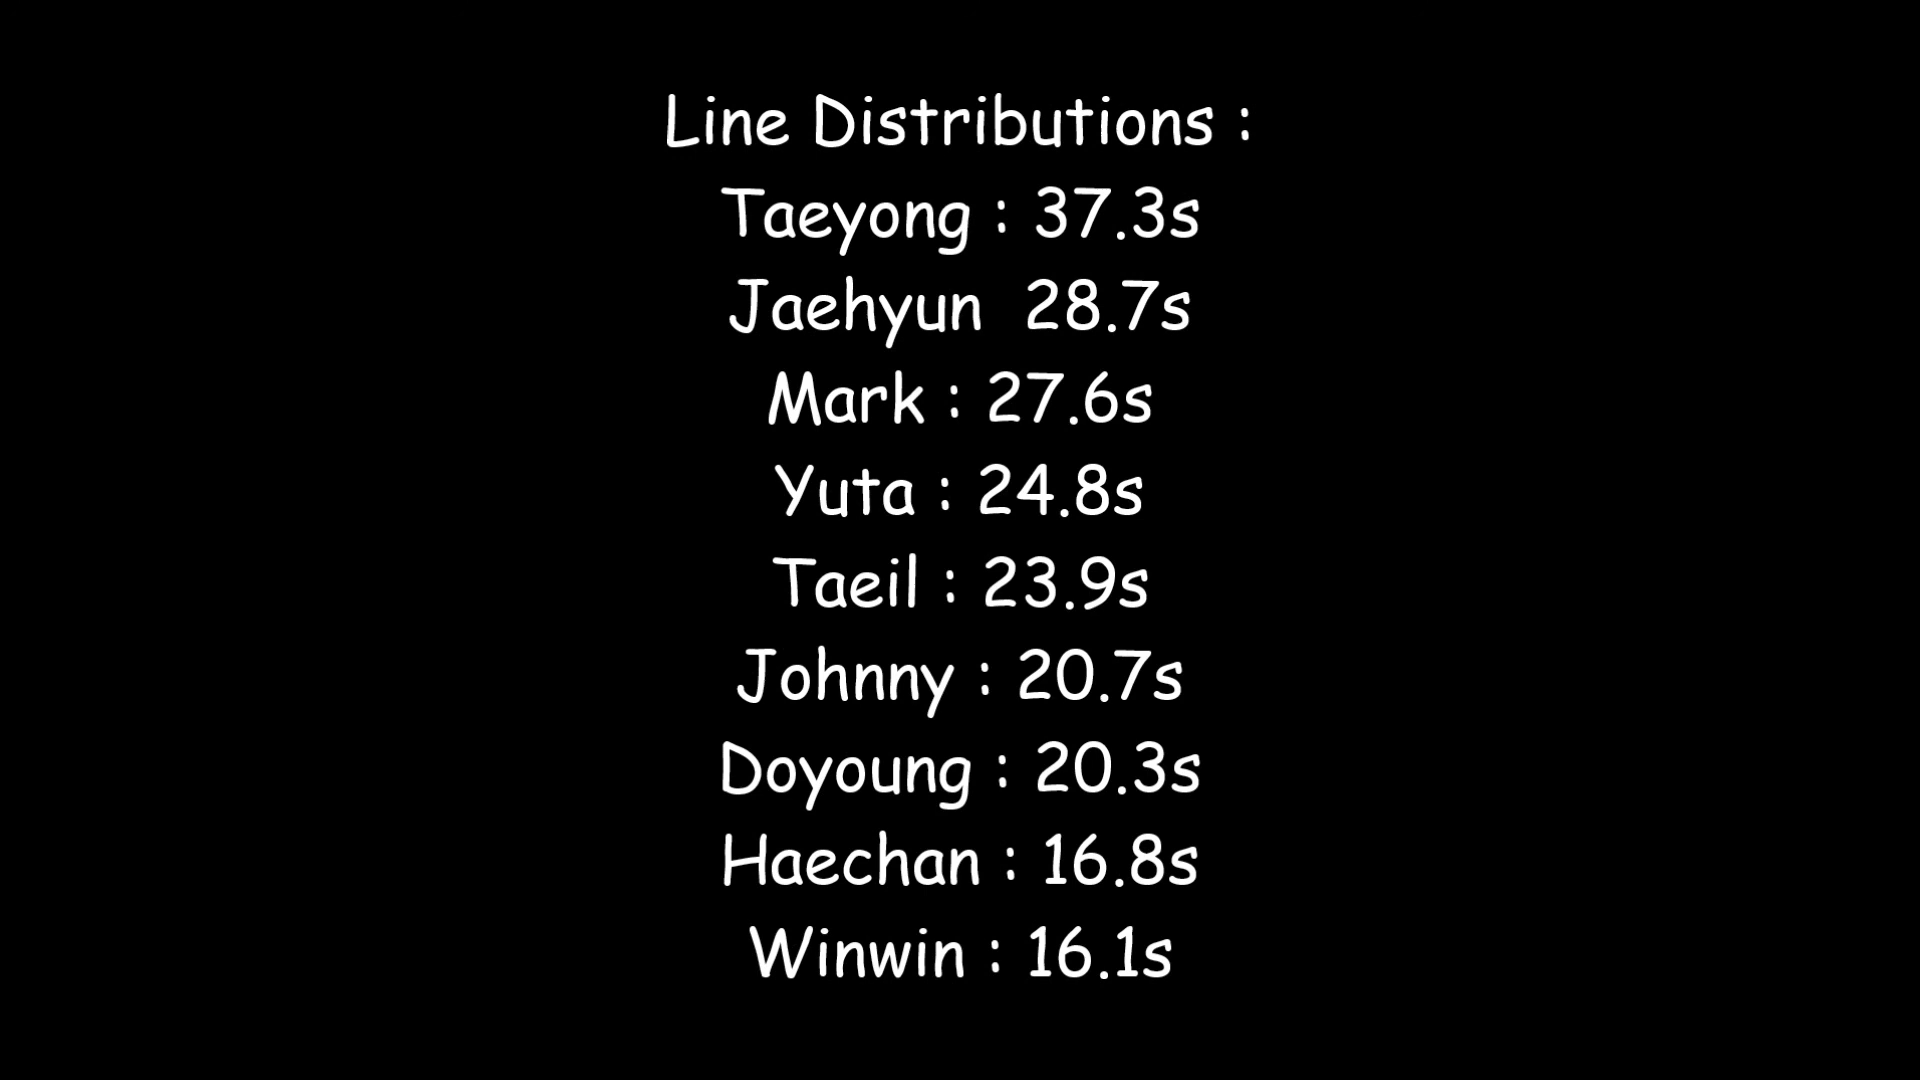 Line Distributions :
Taeyong : 37.3s
Jaehyun  28.7s
Mark : 27.6s
Yuta : 24.8s
Taeil : 23.9s
Johnny : 20.7s
Doyoung : 20.3s
Haechan : 16.8s
Winwin : 16.1s